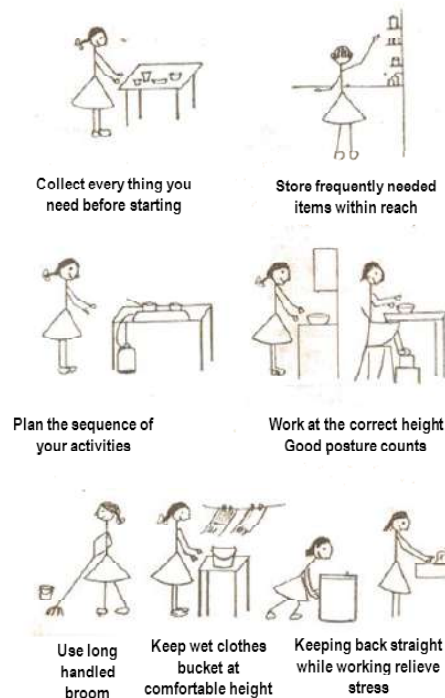 Collect every thing you
need before starting
Store frequently needed
items within reach
Plan the sequence of
your activities
Work at the correct height
Good posture counts
Use long
handled
broom
Keep wet clothes
bucket at
comfortable height
Keeping back straight
while working relieve
stress